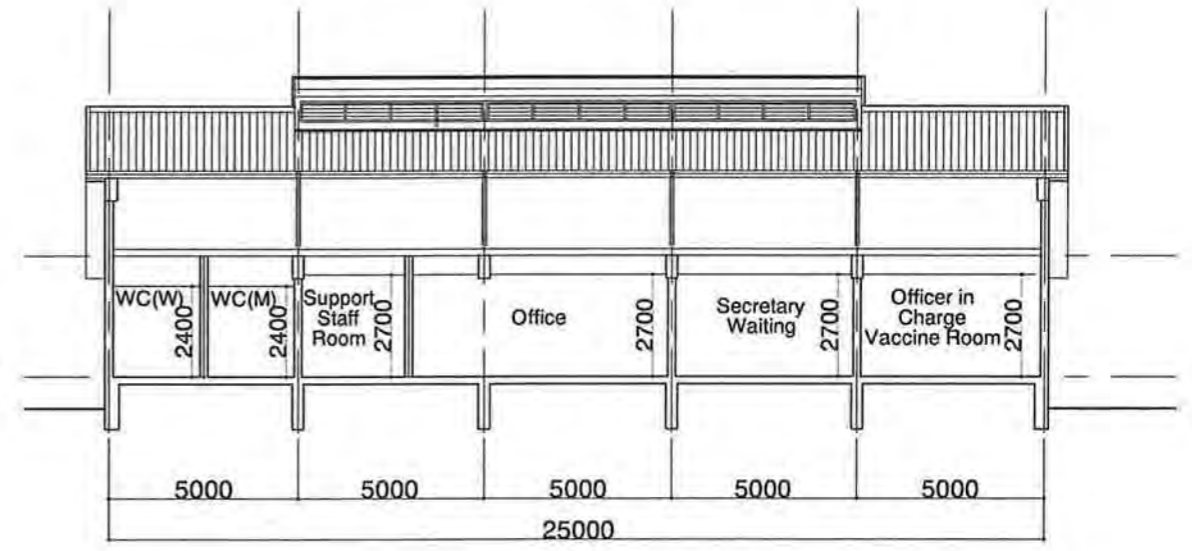 WC(W)
2400
WC(M)
2400
Support
Staff
Room
2700
Office
2700
Secretary
Waiting
2700
Officer in
Charge
Vaccine Room
2700
5000
5000
5000
5000
5000
25000